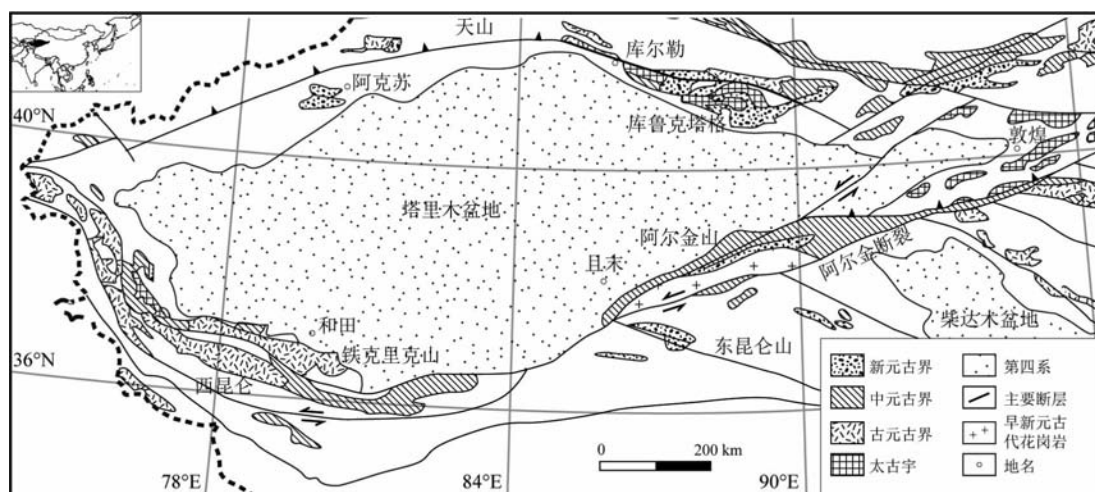 天山
库尔勒
阿克苏
40°N
库鲁克塔格
敦煌
塔里木盆地
阿尔金山
且末
阿尔金断裂
柴达木盆地
和田
36°N
铁克里克山
东昆仑山
西昆仑
新元古界
第四系
中元古界
主要断层
古元古界
早新元古
代花岗岩
太古宇
地名
0
200 km
78°E
84°E
90°E